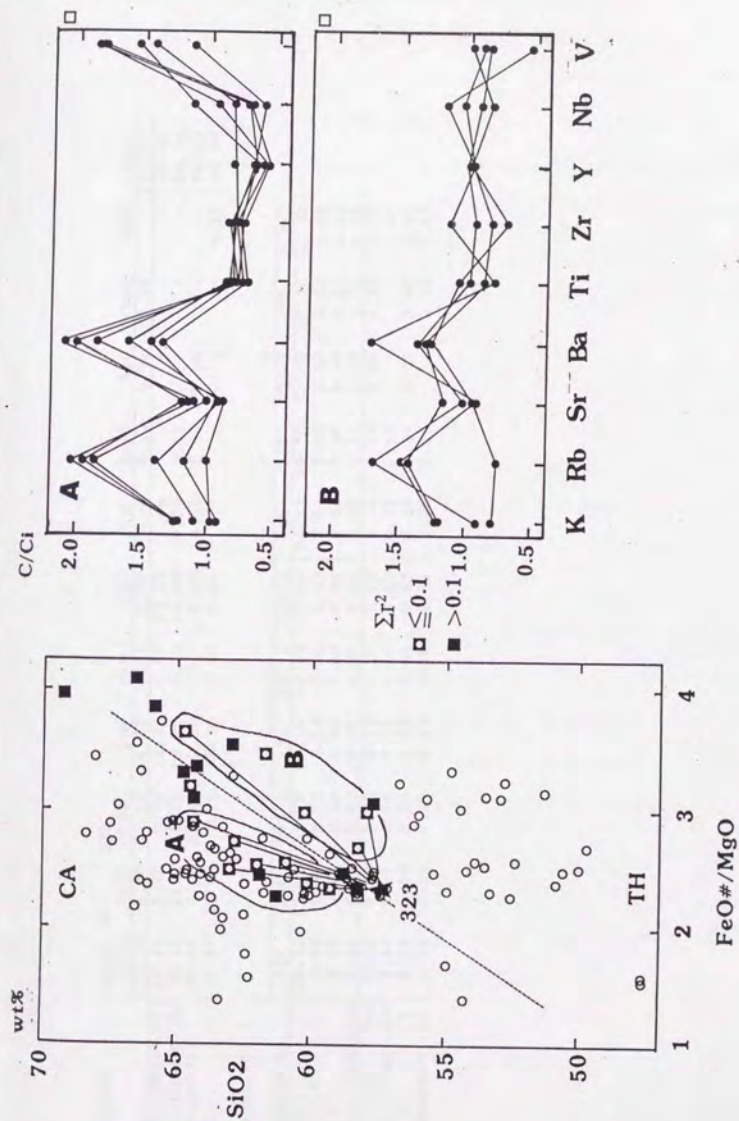 wt%
70
65
60
55
50
SiO2
CA
TH
A
B
323
1
2
3
4
FeO#/MgO
Σr²
≦0.1
>0.1
C/Ci
2.0
1.5
1.0
0.5
A
2.0
1.5
1.0
0.5
B
K Rb Sr Ba Ti Zr Y Nb V